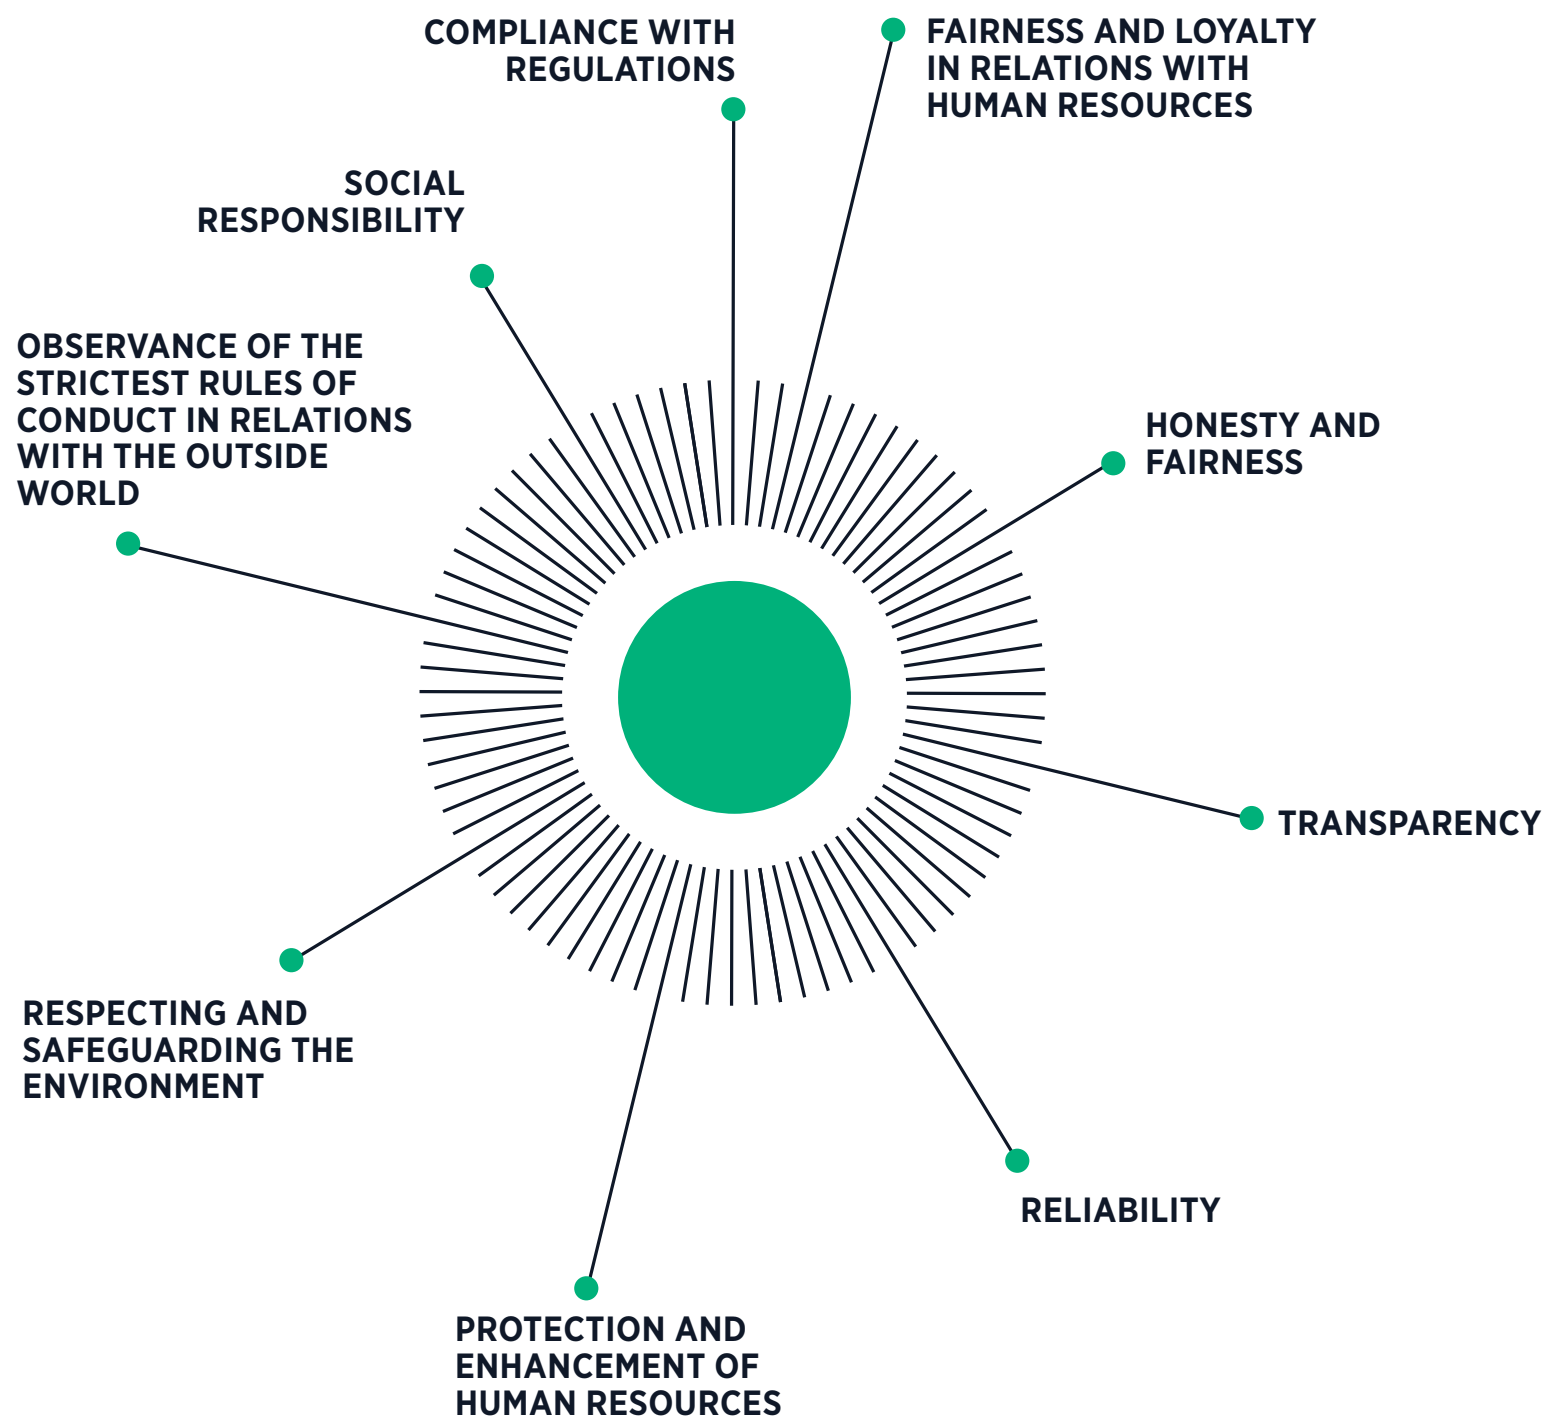 COMPLIANCE WITH
REGULATIONS
FAIRNESS AND LOYALTY
IN RELATIONS WITH
HUMAN RESOURCES
SOCIAL
RESPONSIBILITY
OBSERVANCE OF THE
STRICTEST RULES OF
CONDUCT IN RELATIONS
WITH THE OUTSIDE
WORLD
HONESTY AND
FAIRNESS
TRANSPARENCY
RESPECTING AND
SAFEGUARDING THE
ENVIRONMENT
RELIABILITY
PROTECTION AND
ENHANCEMENT OF
HUMAN RESOURCES